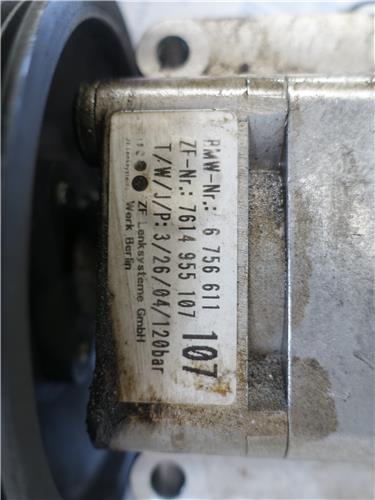 BMW-Nr.: 6 756 611
ZF-Nr.: 7614 955 107
T/W/J/P: 3/26/04/120bar
107
ZF Lenksysteme GmbH
Werk Berlin